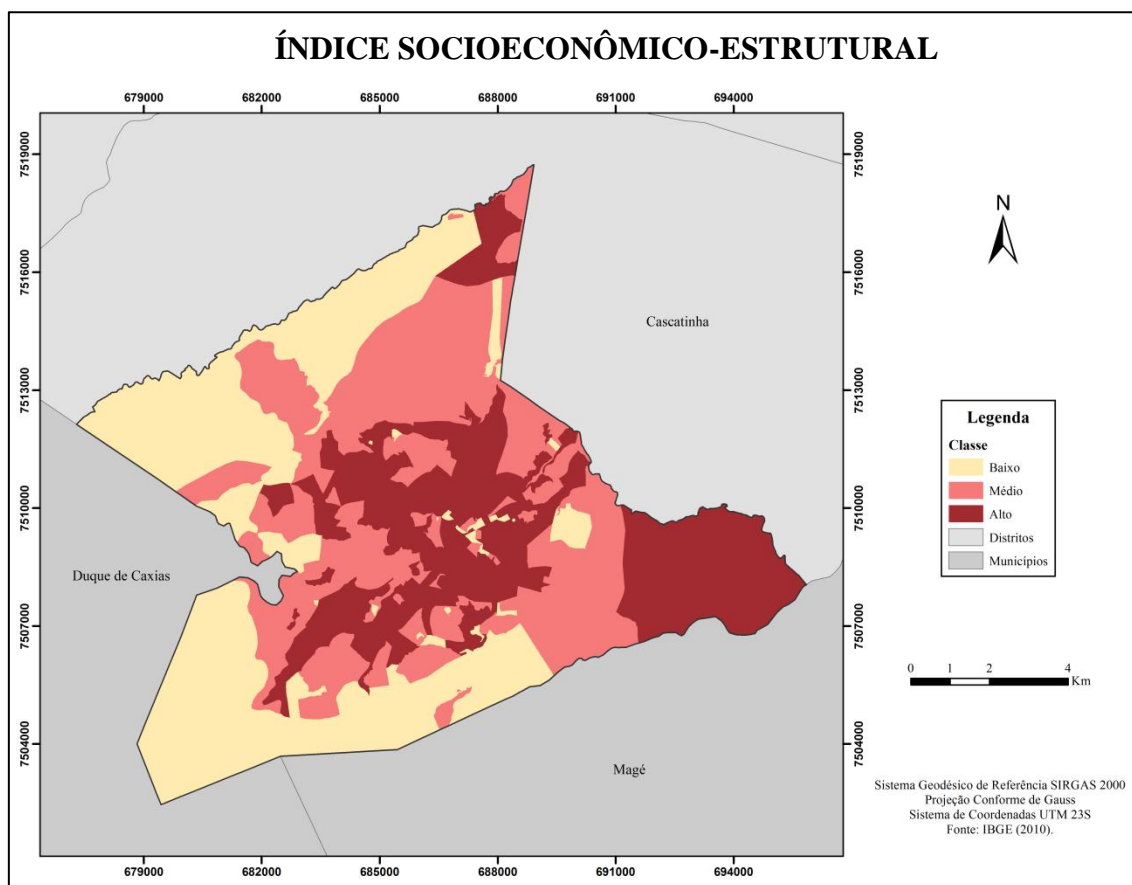 ÍNDICE SOCIOECONÔMICO-ESTRUTURAL
679000 682000 685000 688000 691000 694000
7519000 7519000
N
7516000 7516000
Cascatinha
7513000 7513000
Legenda
Classe
Baixo
Médio
Alto
Distritos
Municípios
7510000 7510000
Duque de Caxias
7507000 7507000
0 1 2 4
Km
7504000 7504000
Magé
Sistema Geodésico de Referência SIRGAS 2000
Projeção Conforme de Gauss
Sistema de Coordenadas UTM 23S
Fonte: IBGE (2010).
679000 682000 685000 688000 691000 694000